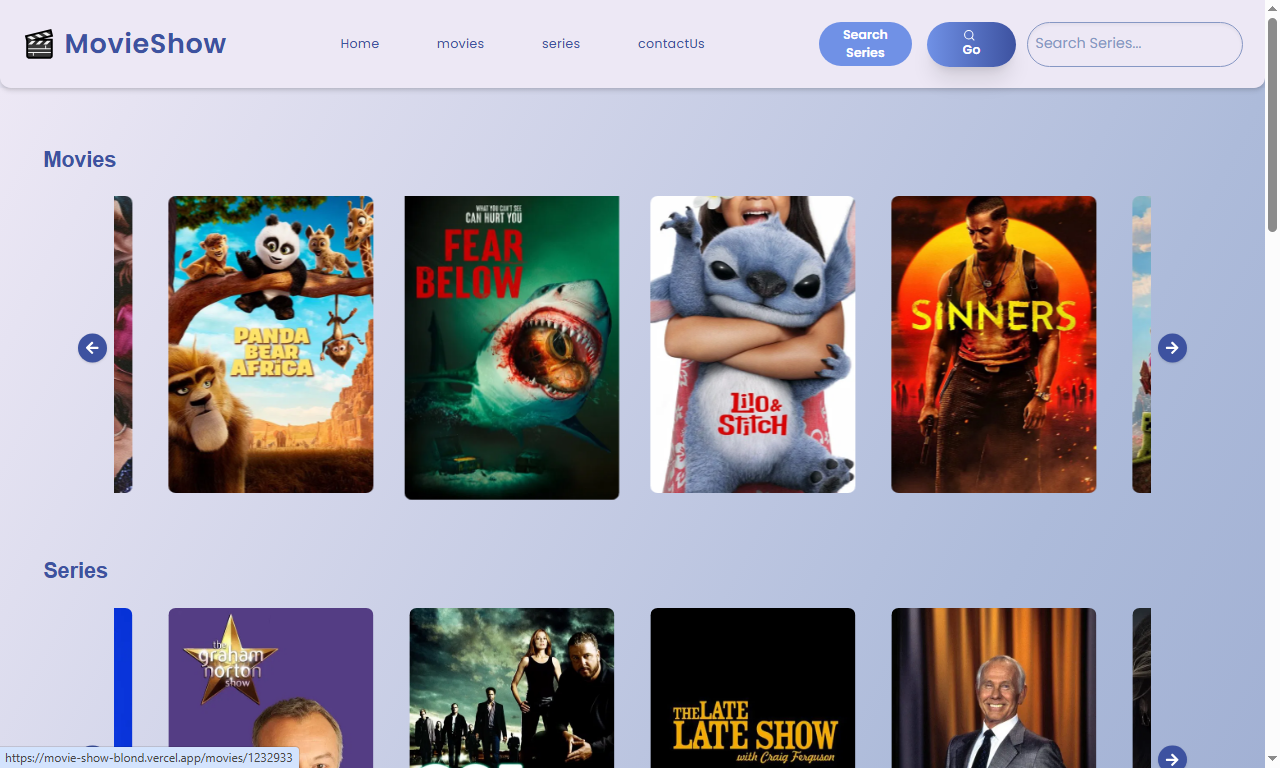 MovieShow
Home
movies
series
contactUs
Search
Series
Go
Search Series...
Movies
PANDA
BEAR
AFRICA
WHAT YOU CAN'T SEE
CAN HURT YOU
FEAR
BELOW
Lilo &
Stitch
SINNERS
Series
the
graham
norton
show
THE LATE
LATE SHOW
with Craig Ferguson
https://movie-show-blond.vercel.app/movies/1232933